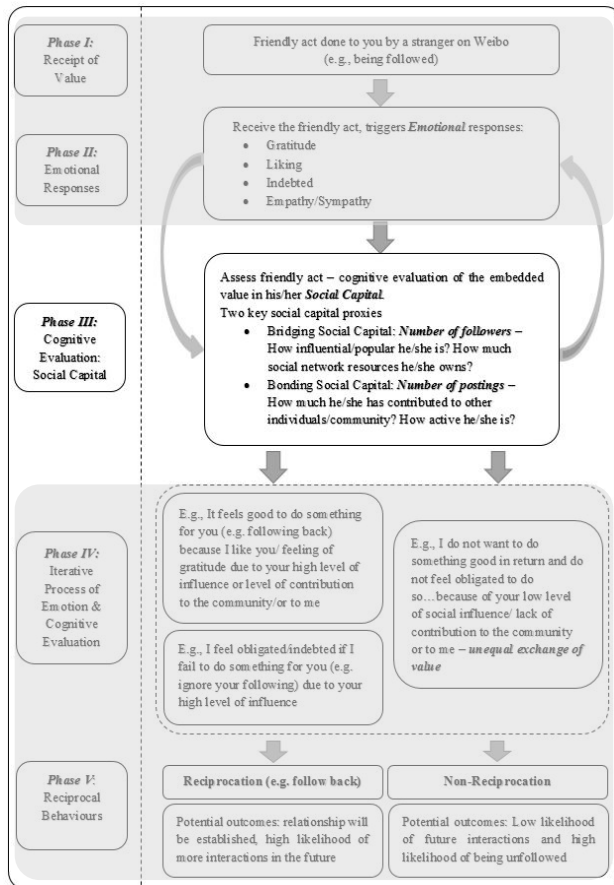 Phase I:
Receipt of
Value
Friendly act done to you by a stranger on Weibo
(e.g., being followed)
Phase II:
Emotional
Responses
Receive the friendly act, triggers Emotional responses:
• Gratitude
• Liking
• Indebted
• Empathy/Sympathy
Phase III:
Cognitive
Evaluation:
Social Capital
Assess friendly act – cognitive evaluation of the embedded
value in his/her Social Capital.
Two key social capital proxies
• Bridging Social Capital: Number of followers –
How influential/popular he/she is? How much
social network resources he/she owns?
• Bonding Social Capital: Number of postings –
How much he/she has contributed to other
individuals/community? How active he/she is?
Phase IV:
Iterative
Process of
Emotion &
Cognitive
Evaluation
E.g., It feels good to do something
for you (e.g. following back)
because I like you/ feeling of
gratitude due to your high level of
influence or level of contribution
to the community/or to me
E.g., I feel obligated/indebted if I
fail to do something for you (e.g.
ignore your following) due to your
high level of influence
E.g., I do not want to do
something good in return and do
not feel obligated to do
so…because of your low level
of social influence/ lack of
contribution to the community
or to me – unequal exchange of
value
Phase V:
Reciprocal
Behaviours
Reciprocation (e.g. follow back)
Non-Reciprocation
Potential outcomes: relationship will
be established, high likelihood of
more interactions in the future
Potential outcomes: Low likelihood
of future interactions and high
likelihood of being unfollowed